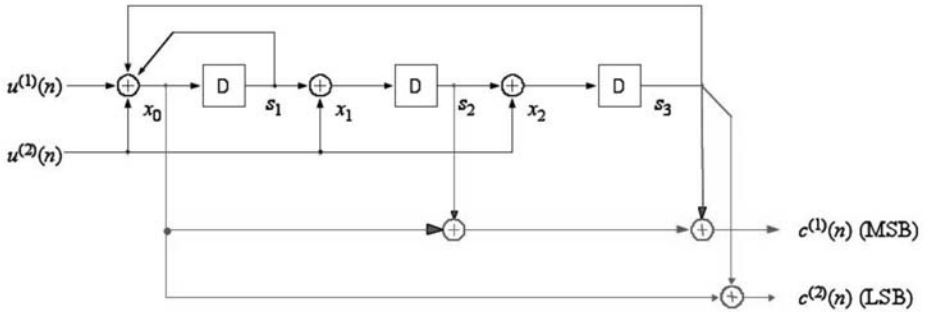 u⁽¹⁾(n)
D
D
D
x₀
s₁
x₁
s₂
x₂
s₃
u⁽²⁾(n)
c⁽¹⁾(n) (MSB)
c⁽²⁾(n) (LSB)